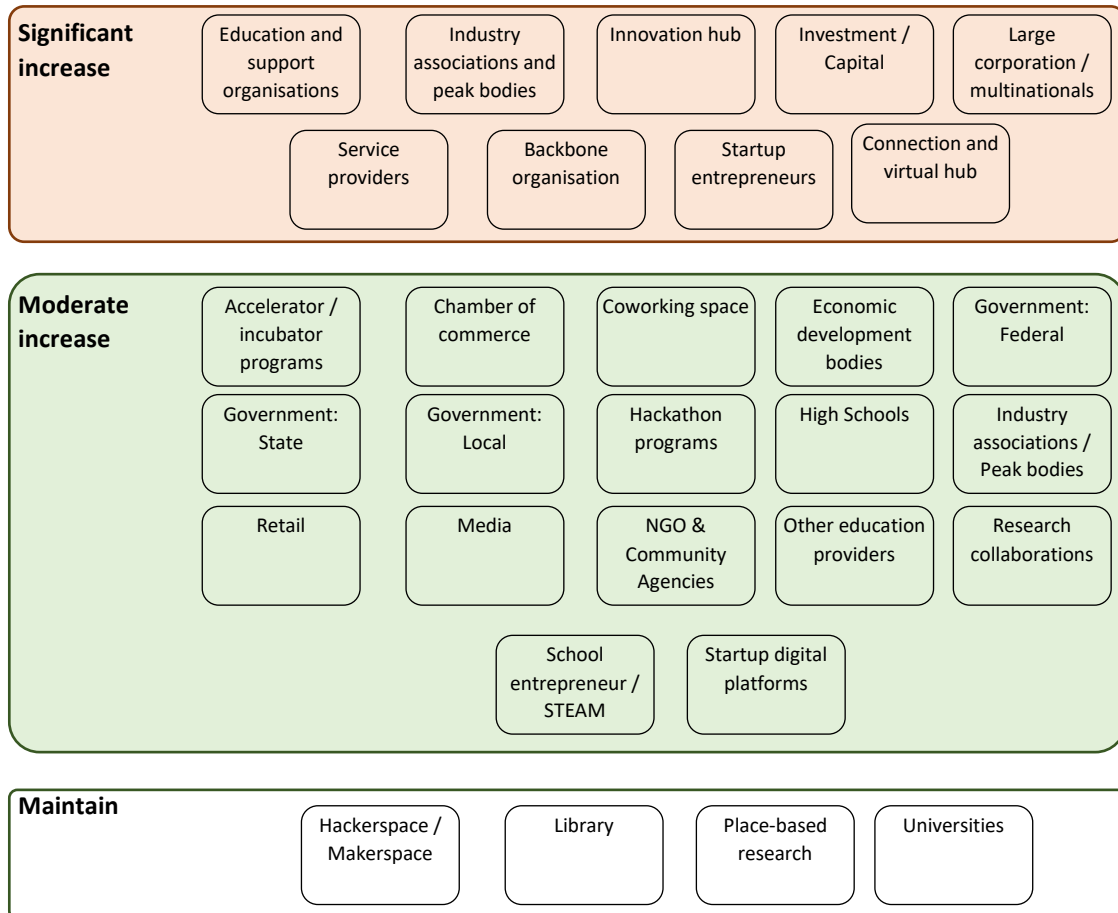 Significant
increase
Education and
support
organisations
Industry
associations and
peak bodies
Innovation hub
Investment /
Capital
Large
corporation /
multinationals
Service
providers
Backbone
organisation
Startup
entrepreneurs
Connection and
virtual hub
Moderate
increase
Accelerator /
incubator
programs
Chamber of
commerce
Coworking space
Economic
development
bodies
Government:
Federal
Government:
State
Government:
Local
Hackathon
programs
High Schools
Industry
associations /
Peak bodies
Retail
Media
NGO &
Community
Agencies
Other education
providers
Research
collaborations
School
entrepreneur /
STEAM
Startup digital
platforms
Maintain
Hackerspace /
Makerspace
Library
Place-based
research
Universities